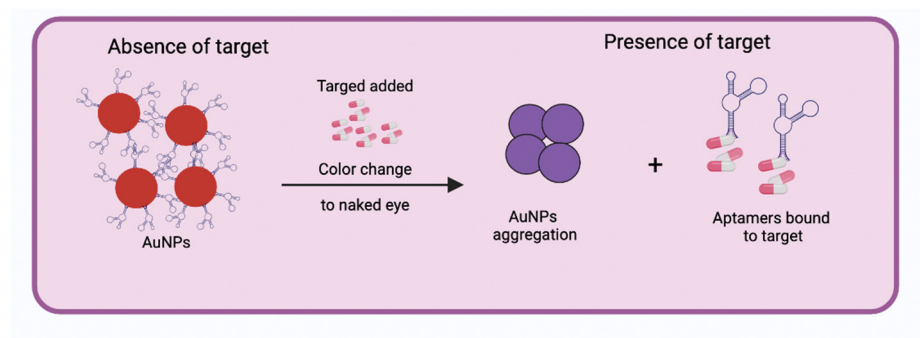 Absence of target
Presence of target
Targed added
Color change
to naked eye
AuNPs
+
AuNPs
aggregation
Aptamers bound
to target